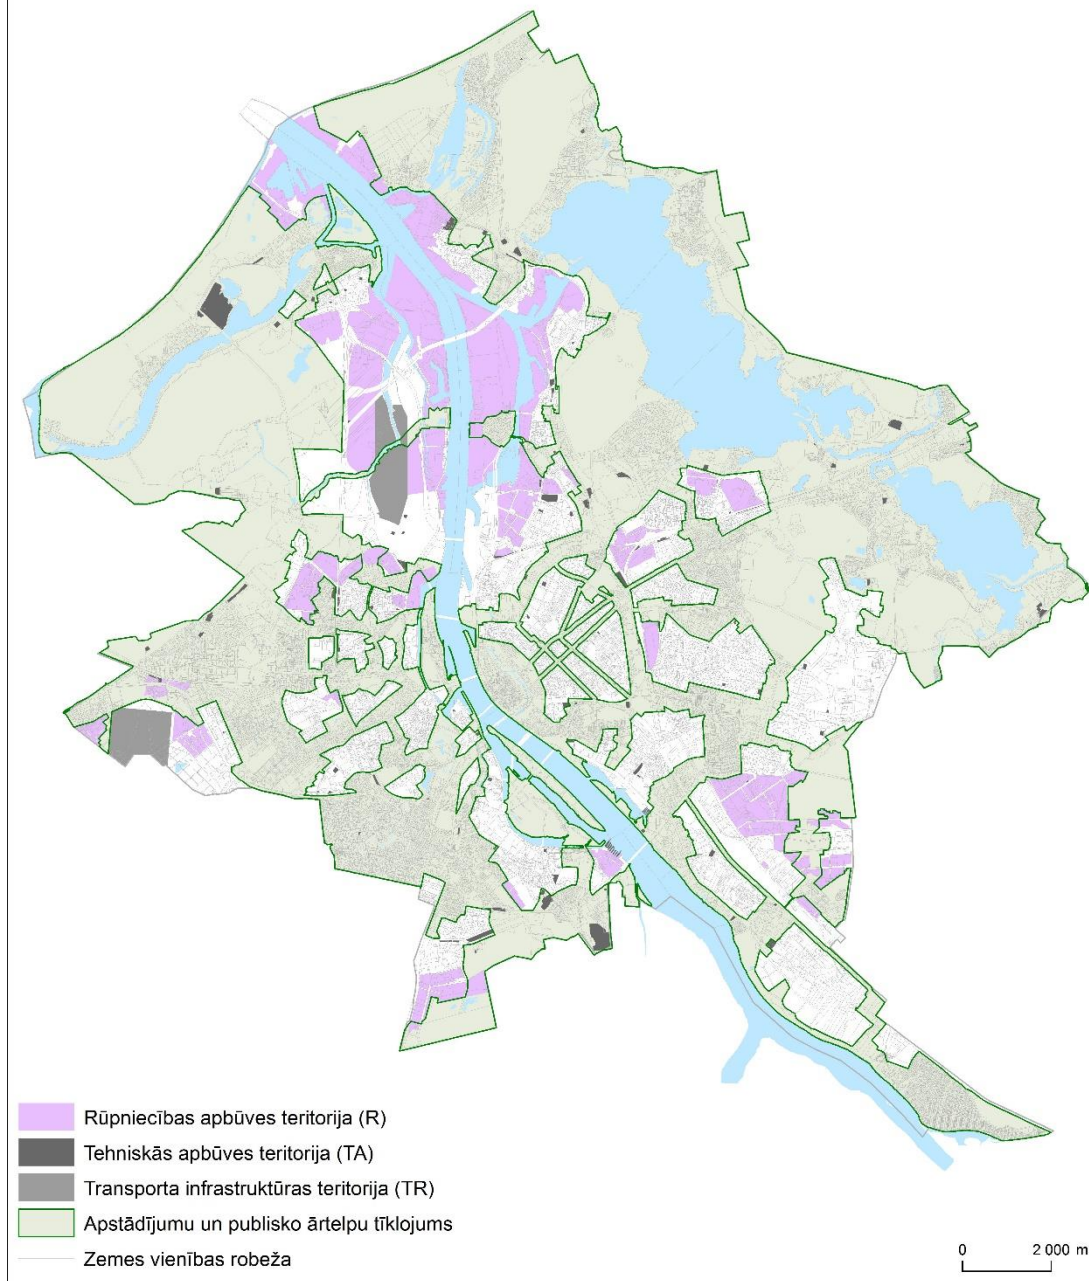 Rūpniecības apbūves teritorija (R)
Tehniskās apbūves teritorija (TA)
Transporta infrastruktūras teritorija (TR)
Apstādījumu un publisko ārtelpu tīklojums
Zemes vienības robeža
0 2 000 m